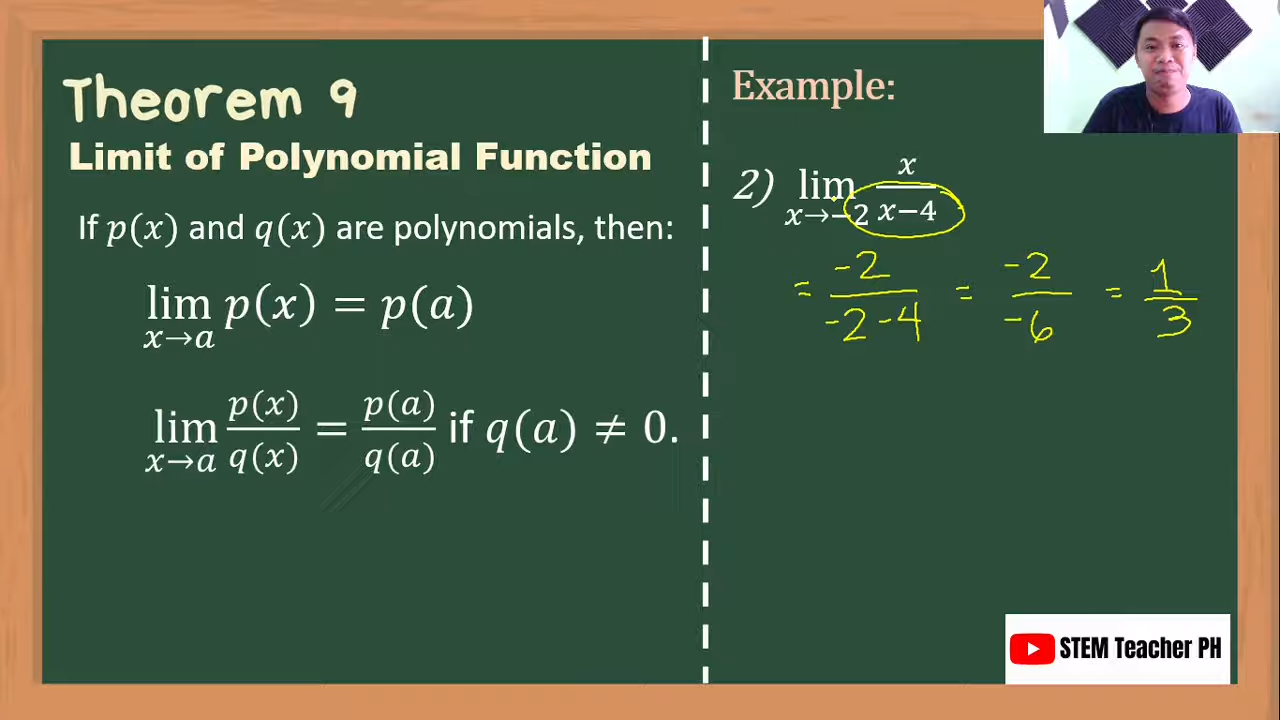 Theorem 9
Limit of Polynomial Function
If p(x) and q(x) are polynomials, then:
lim x→a p(x) = p(a)
lim x→a p(x)/q(x) = p(a)/q(a) if q(a) ≠ 0.
Example:
2) lim x→−2 x/(x−4)
= -2/(-2-4) = -2/-6 = 1/3
STEM Teacher PH